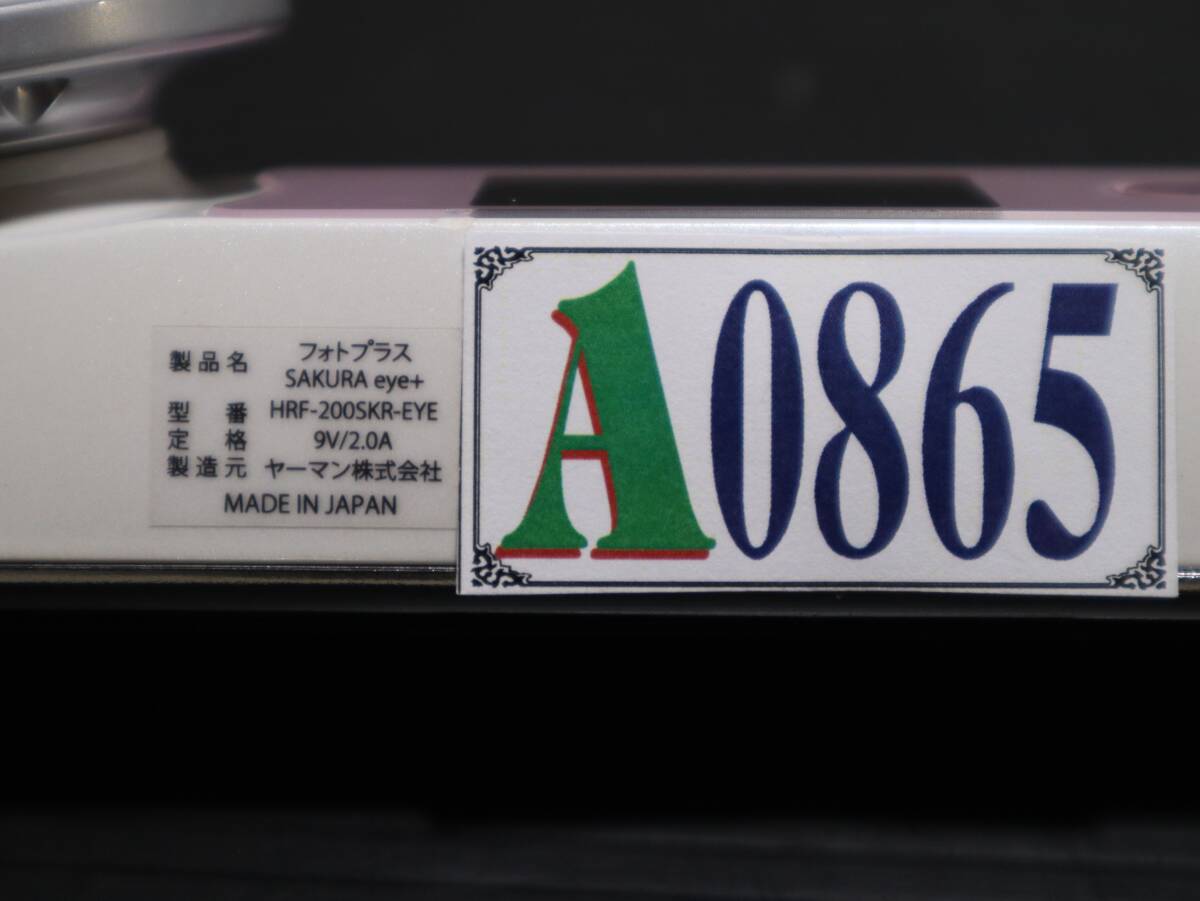 製品名 フォトプラス
SAKURA eye+
型番 HRF-200SKR-EYE
定格 9V/2.0A
製造元 ヤーマン株式会社
MADE IN JAPAN
A0865